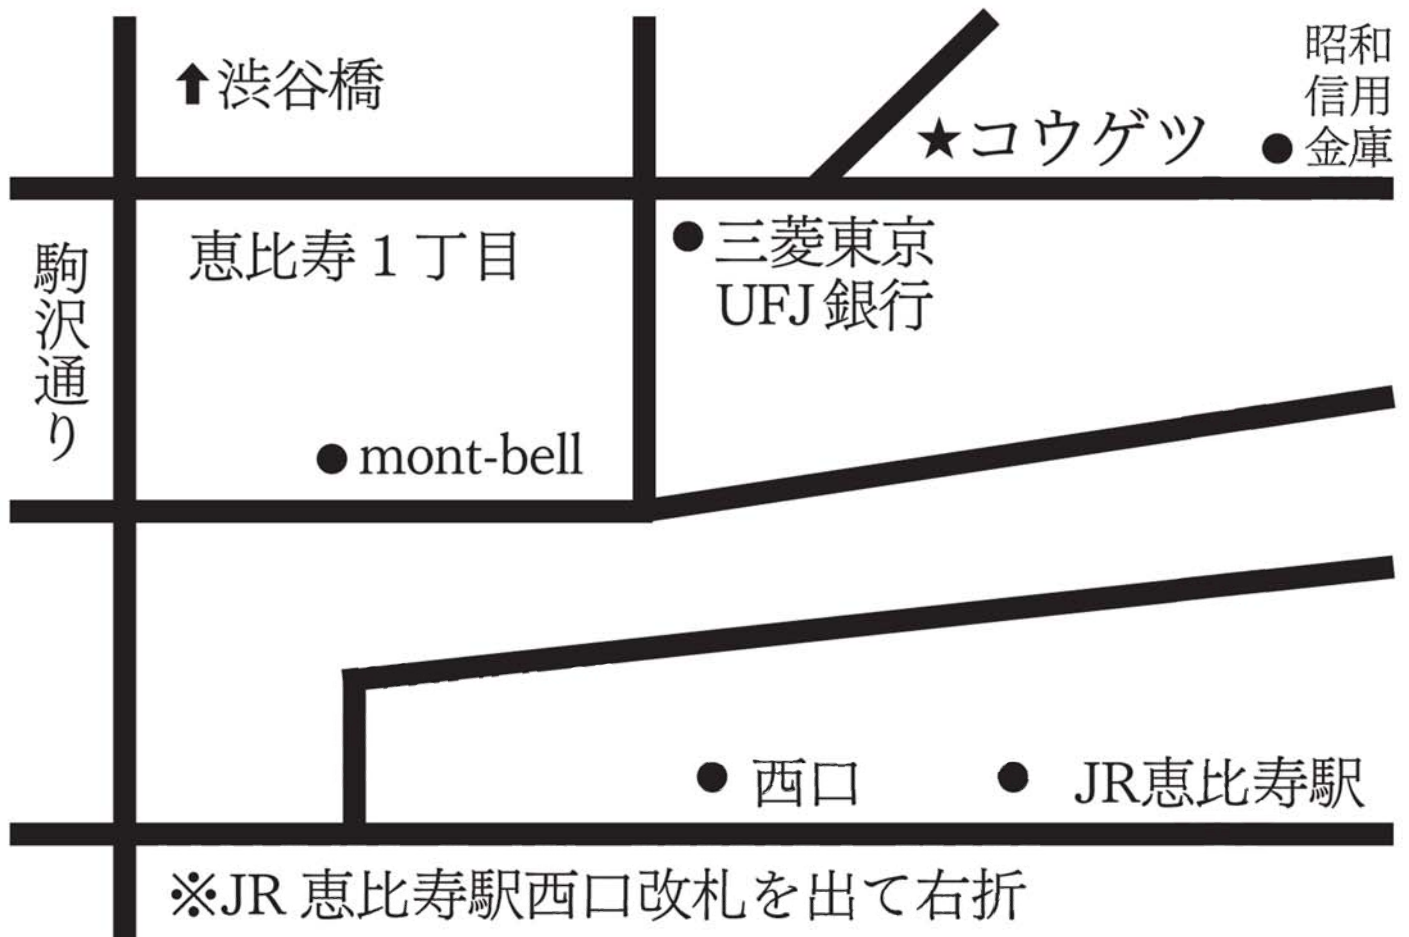 ⬆渋谷橋
昭和
信用
金庫
★コウゲツ
恵比寿1丁目
三菱東京
UFJ銀行
駒沢通り
mont-bell
西口
JR恵比寿駅
※JR 恵比寿駅西口改札を出て右折